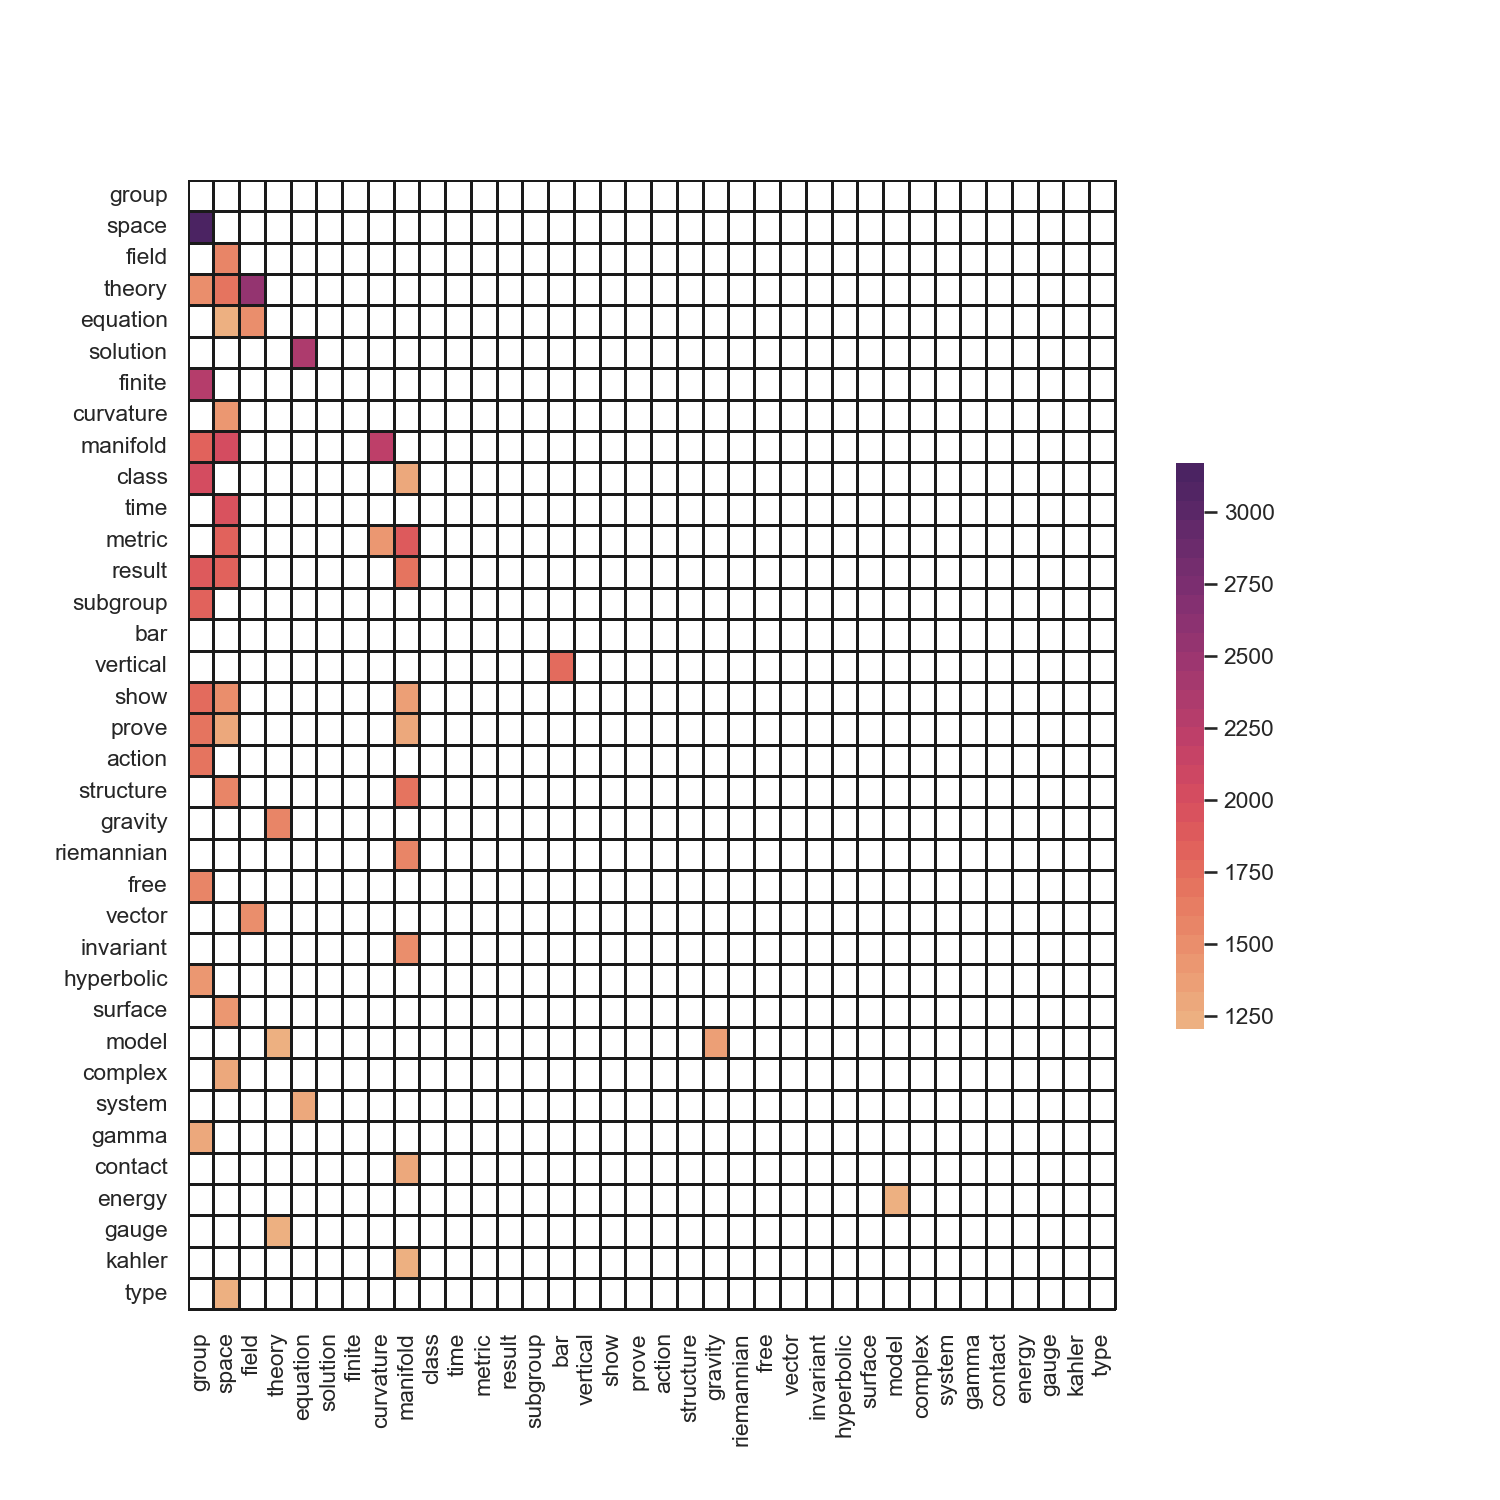 group
space
field
theory
equation
solution
finite
curvature
manifold
class
time
metric
result
subgroup
bar
vertical
show
prove
action
structure
gravity
riemannian
free
vector
invariant
hyperbolic
surface
model
complex
system
gamma
contact
energy
gauge
kahler
type
group
space
field
theory
equation
solution
finite
curvature
manifold
class
time
metric
result
subgroup
bar
vertical
show
prove
action
structure
gravity
riemannian
free
vector
invariant
hyperbolic
surface
model
complex
system
gamma
contact
energy
gauge
kahler
type
3000
2750
2500
2250
2000
1750
1500
1250